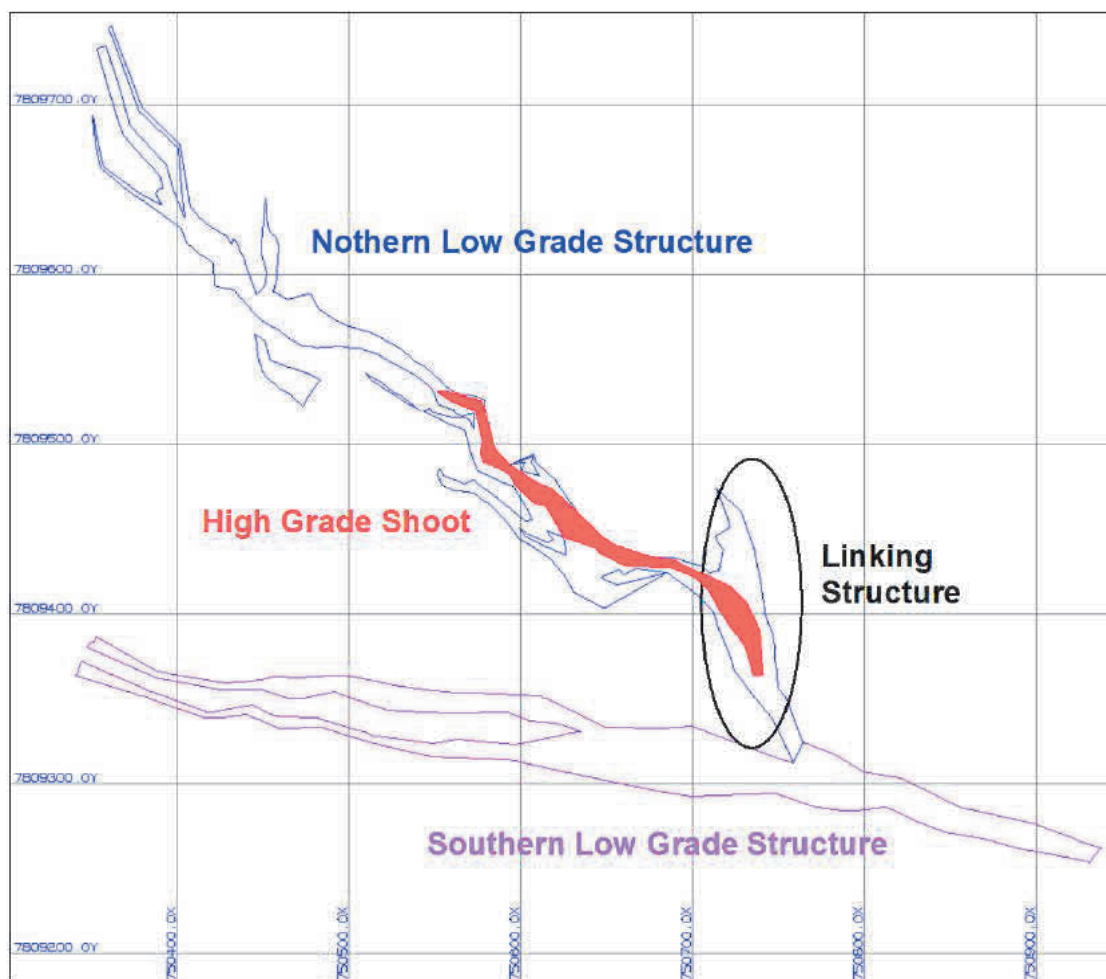 7809700.0Y
Nothern Low Grade Structure
7809600.0Y
7809500.0Y
High Grade Shoot
Linking
Structure
7809400.0Y
7809300.0Y
Southern Low Grade Structure
7809200.0Y
750400.0X
750500.0X
750600.0X
750700.0X
750800.0X
750900.0X